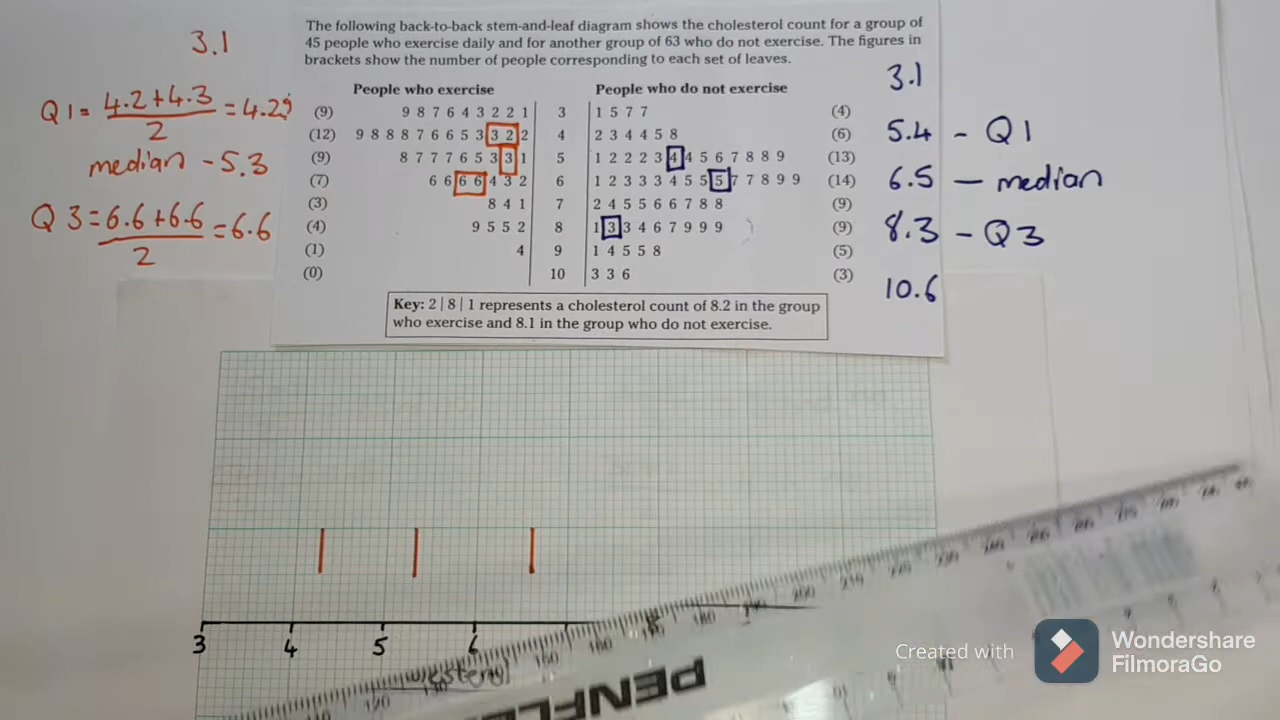 The following back-to-back stem-and-leaf diagram shows the cholesterol count for a group of
45 people who exercise daily and for another group of 63 who do not exercise. The figures in
brackets show the number of people corresponding to each set of leaves.
People who exercise People who do not exercise
(9) 9 8 7 6 4 3 2 2 1 3 1 5 7 7 (4)
(12) 9 8 8 8 7 6 6 5 3 3 2 2 4 2 3 4 4 5 8 (6)
(9) 8 7 7 7 6 5 3 3 1 5 1 2 2 2 3 4 4 5 6 7 8 8 9 (13)
(7) 6 6 6 6 4 3 2 6 1 2 3 3 3 4 5 5 5 7 7 8 9 9 (14)
(3) 8 4 1 7 2 4 5 5 6 6 7 8 8 (9)
(4) 9 5 5 2 8 1 3 3 4 6 7 9 9 9 (9)
(1) 4 9 1 4 5 5 8 (5)
(0) 10 3 3 6 (3)
Key: 2 | 8 | 1 represents a cholesterol count of 8.2 in the group
who exercise and 8.1 in the group who do not exercise.
3.1
Q1 = 4.2+4.3 = 4.25
2
median - 5.3
Q3 = 6.6+6.6 = 6.6
2
3.1
5.4 - Q1
6.5 - median
8.3 - Q3
10.6
3 4 5 6
PENFLE
Created with
Wondershare
FilmoraGo